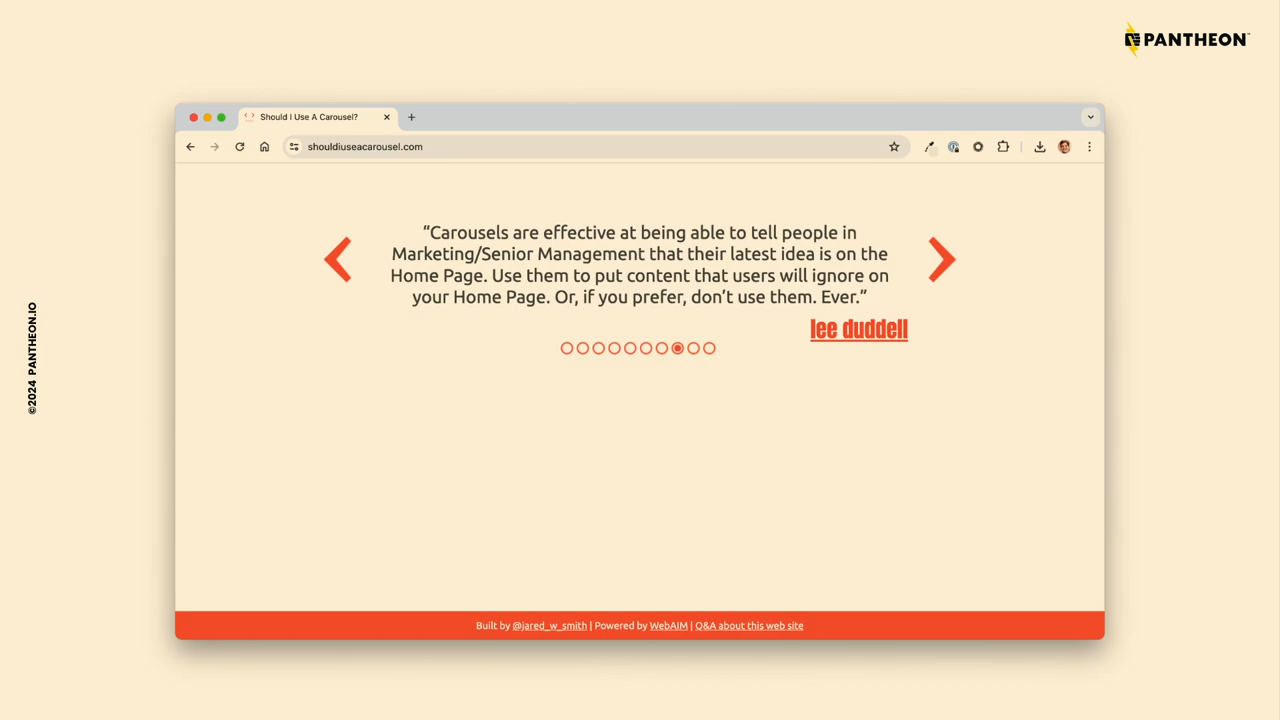 PANTHEON™
Should I Use A Carousel?
shouldiuseacarousel.com
“Carousels are effective at being able to tell people in
Marketing/Senior Management that their latest idea is on the
Home Page. Use them to put content that users will ignore on
your Home Page. Or, if you prefer, don’t use them. Ever.”
lee duddell
©2024 PANTHEON.IO
Built by @jared_w_smith | Powered by WebAIM | Q&A about this web site